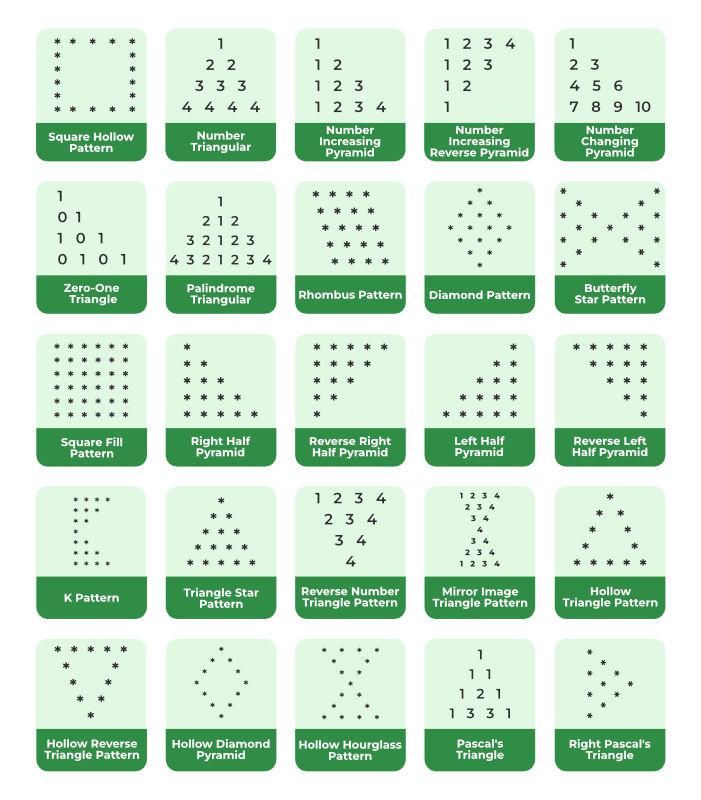 * * * * *
* *
* *
* *
* *
* * * * *
Square Hollow
Pattern
1
2 2
3 3 3
4 4 4 4
Number
Triangular
1
1 2
1 2 3
1 2 3 4
Number
Increasing
Pyramid
1 2 3 4
1 2 3
1 2
1
Number
Increasing
Reverse Pyramid
1
2 3
4 5 6
7 8 9 10
Number
Changing
Pyramid
1
0 1
1 0 1
0 1 0 1
Zero-One
Triangle
1
2 1 2
3 2 1 2 3
4 3 2 1 2 3 4
Palindrome
Triangular
* * * *
* * * *
* * * *
* * * *
* * * *
Rhombus Pattern
*
* *
* * *
* * * *
* * *
* *
*
Diamond Pattern
* *
* *
* * * *
* * *
* * * *
* *
* *
Butterfly
Star Pattern
* * * * * *
* * * * * *
* * * * * *
* * * * * *
* * * * * *
* * * * * *
Square Fill
Pattern
*
* *
* * *
* * * *
* * * * *
Right Half
Pyramid
* * * * *
* * * *
* * *
* *
*
Reverse Right
Half Pyramid
*
* *
* * *
* * * *
* * * * *
Left Half
Pyramid
* * * * *
* * * *
* * *
* *
*
Reverse Left
Half Pyramid
* * * *
* * *
* *
*
* *
* * *
* * * *
K Pattern
*
* *
* * *
* * * *
* * * * *
Triangle Star
Pattern
1 2 3 4
2 3 4
3 4
4
Reverse Number
Triangle Pattern
1 2 3 4
2 3 4
3 4
4
3 4
2 3 4
1 2 3 4
Mirror Image
Triangle Pattern
*
* *
* *
* *
* * * * *
Hollow
Triangle Pattern
* * * * *
* *
* *
* *
*
Hollow Reverse
Triangle Pattern
*
* *
* *
* *
* *
* *
*
Hollow Diamond
Pyramid
* * * *
* *
* *
*
* *
* *
* * * *
Hollow Hourglass
Pattern
1
1 1
1 2 1
1 3 3 1
Pascal's
Triangle
*
*
* *
* *
* *
*
*
Right Pascal's
Triangle